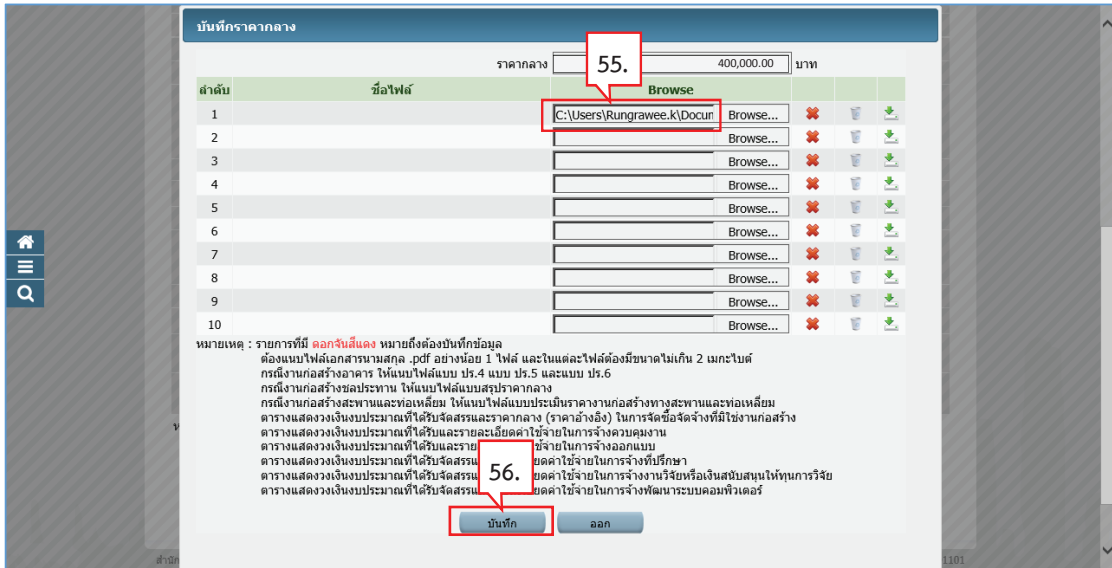 บันทึกราคากลาง
ราคากลาง 400,000.00 บาท
55.
ลำดับ ชื่อไฟล์ Browse
1 C:\Users\Rungrawee.k\Docum Browse...
2 Browse...
3 Browse...
4 Browse...
5 Browse...
6 Browse...
7 Browse...
8 Browse...
9 Browse...
10 Browse...
หมายเหตุ : รายการที่มี ดอกจันสีแดง หมายถึงต้องบันทึกข้อมูล
ต้องแนบไฟล์เอกสารนามสกุล .pdf อย่างน้อย 1 ไฟล์ และในแต่ละไฟล์ต้องมีขนาดไม่เกิน 2 เมกะไบต์
กรณีงานก่อสร้างอาคาร ให้แนบไฟล์แบบ ปร.4 แบบ ปร.5 และแบบ ปร.6
กรณีงานก่อสร้างชลประทาน ให้แนบไฟล์แบบสรุปราคากลาง
กรณีงานก่อสร้างสะพานและท่อเหลี่ยม ให้แนบไฟล์แบบประเมินราคางานก่อสร้างทางสะพานและท่อเหลี่ยม
ตารางแสดงวงเงินงบประมาณที่ได้รับจัดสรรและราคากลาง (ราคาอ้างอิง) ในการจัดซื้อจัดจ้างที่มิใช่งานก่อสร้าง
ตารางแสดงวงเงินงบประมาณที่ได้รับและรายละเอียดค่าใช้จ่ายในการจ้างควบคุมงาน
ตารางแสดงวงเงินงบประมาณที่ได้รับและราย ช้จ่ายในการจ้างออกแบบ
ตารางแสดงวงเงินงบประมาณที่ได้รับจัดสรร ยดค่าใช้จ่ายในการจ้างที่ปรึกษา
ตารางแสดงวงเงินงบประมาณที่ได้รับจัดสรร ยดค่าใช้จ่ายในการจ้างงานวิจัยหรือเงินสนับสนุนให้ทุนการวิจัย
ตารางแสดงวงเงินงบประมาณที่ได้รับจัดสรรแ ยดค่าใช้จ่ายในการจ้างพัฒนาระบบคอมพิวเตอร์
56.
บันทึก ออก
สำนัก 1101